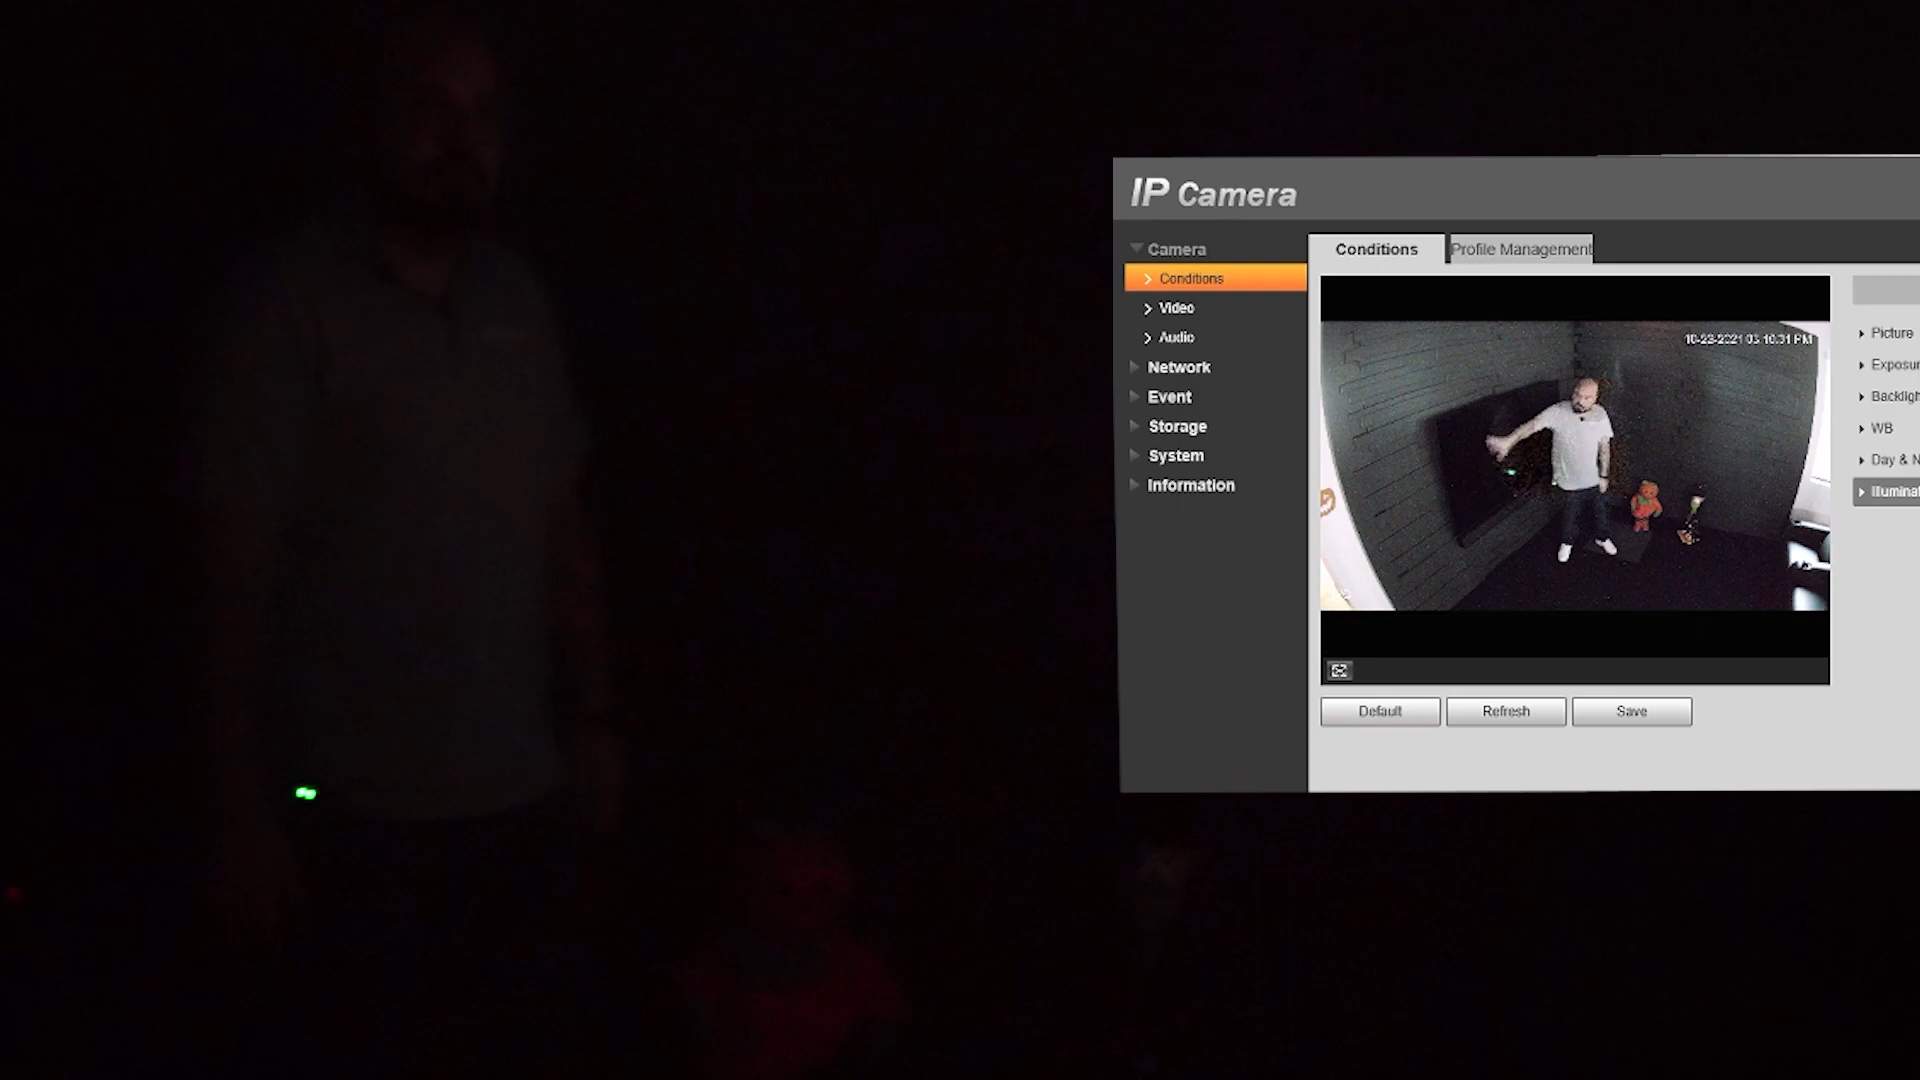 IP Camera
Camera
Conditions
Video
Audio
Network
Event
Storage
System
Information
Conditions
Profile Management
Picture
WB
Default
Refresh
Save